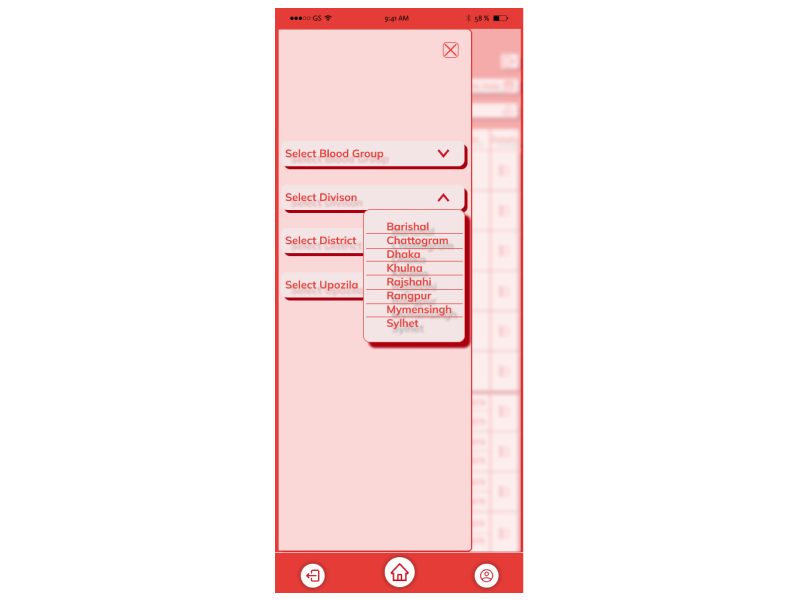 GS 9:41 AM 58 %
Select Blood Group
Select Divison
Barishal
Chattogram
Select District
Dhaka
Khulna
Rajshahi
Select Upozila
Rangpur
Mymensingh
Sylhet